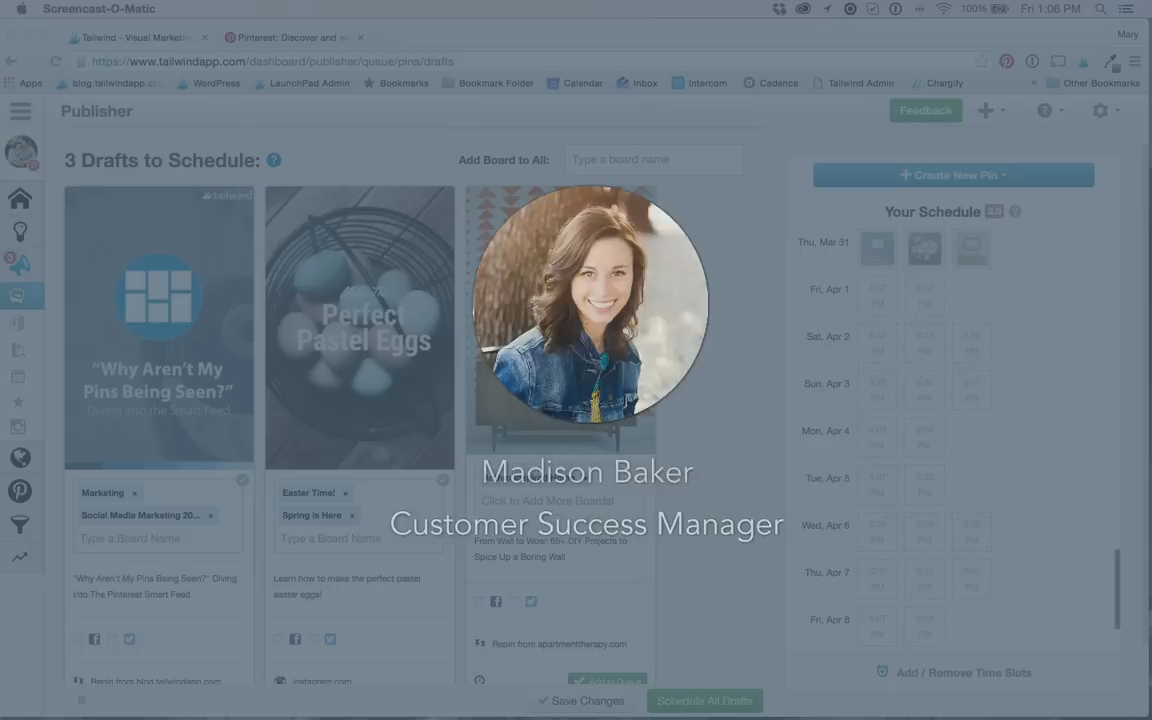 Screencast-O-Matic
100%
Fri 1:06 PM
Tailwind - Visual Marketing
Pinterest: Discover and
Mary
https://www.tailwindapp.com/dashboard/publisher/queue/pins/drafts
Apps
blog.tailwindapp.co
WordPress
LaunchPad Admin
Bookmarks
Bookmark Folder
Calendar
Inbox
Intercom
Cadence
Tailwind Admin
Chargify
»
Other Bookmarks
Publisher
Feedback
3 Drafts to Schedule:
Add Board to All:
Type a board name
Create New Pin
Your Schedule 2.0
tailwind
"Why Aren't My
Pins Being Seen?"
Diving into the Smart Feed
Perfect
Pastel Eggs
Madison Baker
Customer Success Manager
Marketing ×
Social Media Marketing 20... ×
Type a Board Name
Easter Time! ×
Spring is Here ×
Type a Board Name
Click to Add More Boards!
"Why Aren't My Pins Being Seen?" Diving
Into The Pinterest Smart Feed
Learn how to make the perfect pastel
easter eggs!
From Wall to Wow: 65+ DIY Projects to
Spice Up a Boring Wall
Repin from blog.tailwindapp.com
instagram.com
Repin from apartmenttherapy.com
Add to Queue
Thu, Mar 31
Fri, Apr 1
Sat, Apr 2
Sun, Apr 3
Mon, Apr 4
Tue, Apr 5
Wed, Apr 6
Thu, Apr 7
Fri, Apr 8
Add / Remove Time Slots
Save Changes
Schedule All Drafts